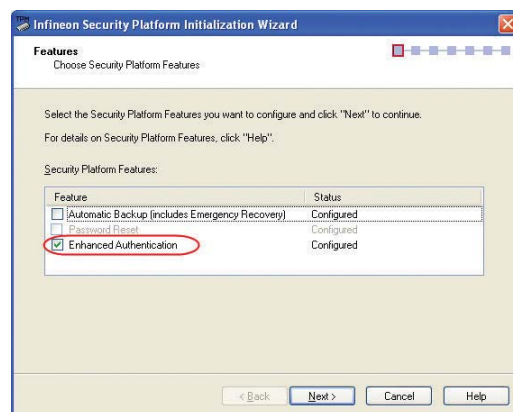 TPM
Infineon Security Platform Initialization Wizard
Features
Choose Security Platform Features
Select the Security Platform Features you want to configure and click "Next" to continue.
For details on Security Platform Features, click "Help".
Security Platform Features:
Feature Status
Automatic Backup (includes Emergency Recovery) Configured
Password Reset Configured
Enhanced Authentication Configured
< Back Next > Cancel Help